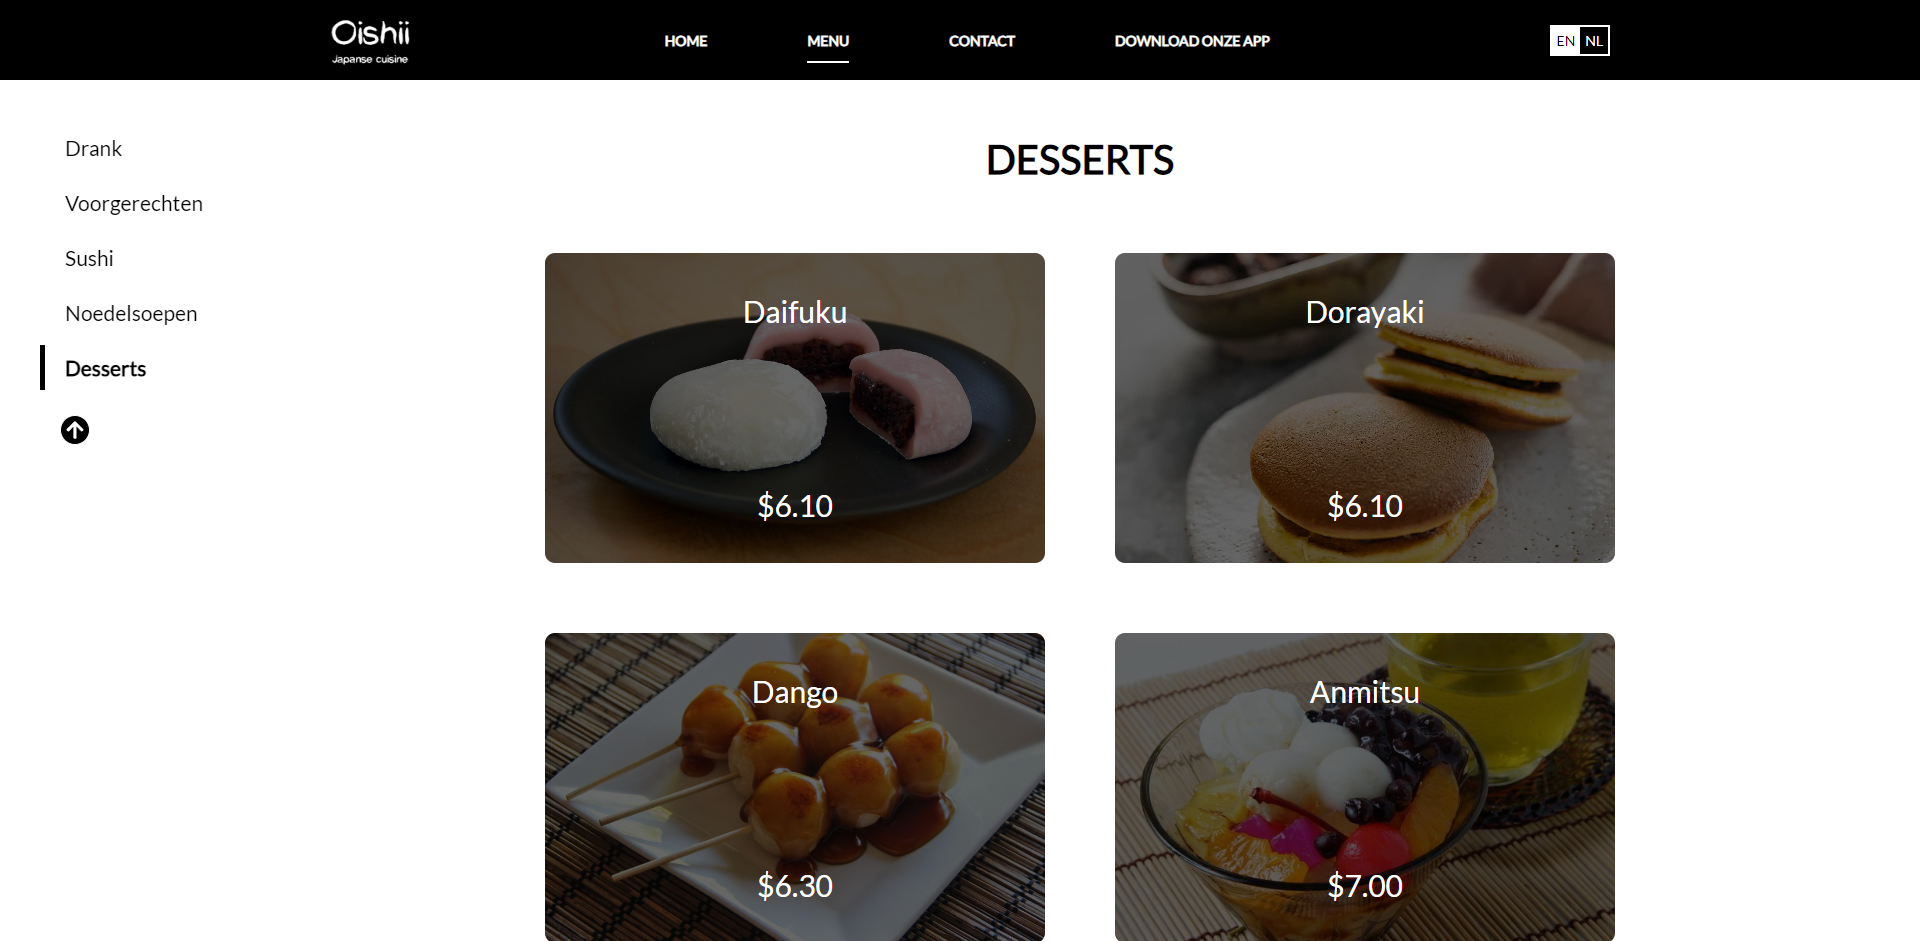 Oishii
Japanse cuisine
HOME
MENU
CONTACT
DOWNLOAD ONZE APP
EN NL
Drank
Voorgerechten
Sushi
Noedelsoepen
Desserts
DESSERTS
Daifuku
$6.10
Dorayaki
$6.10
Dango
$6.30
Anmitsu
$7.00